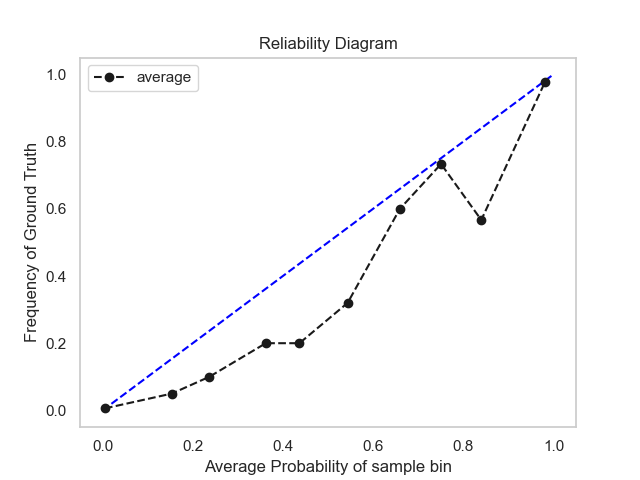 Reliability Diagram
average
1.0
0.8
0.6
0.4
0.2
0.0
Frequency of Ground Truth
0.0 0.2 0.4 0.6 0.8 1.0
Average Probability of sample bin